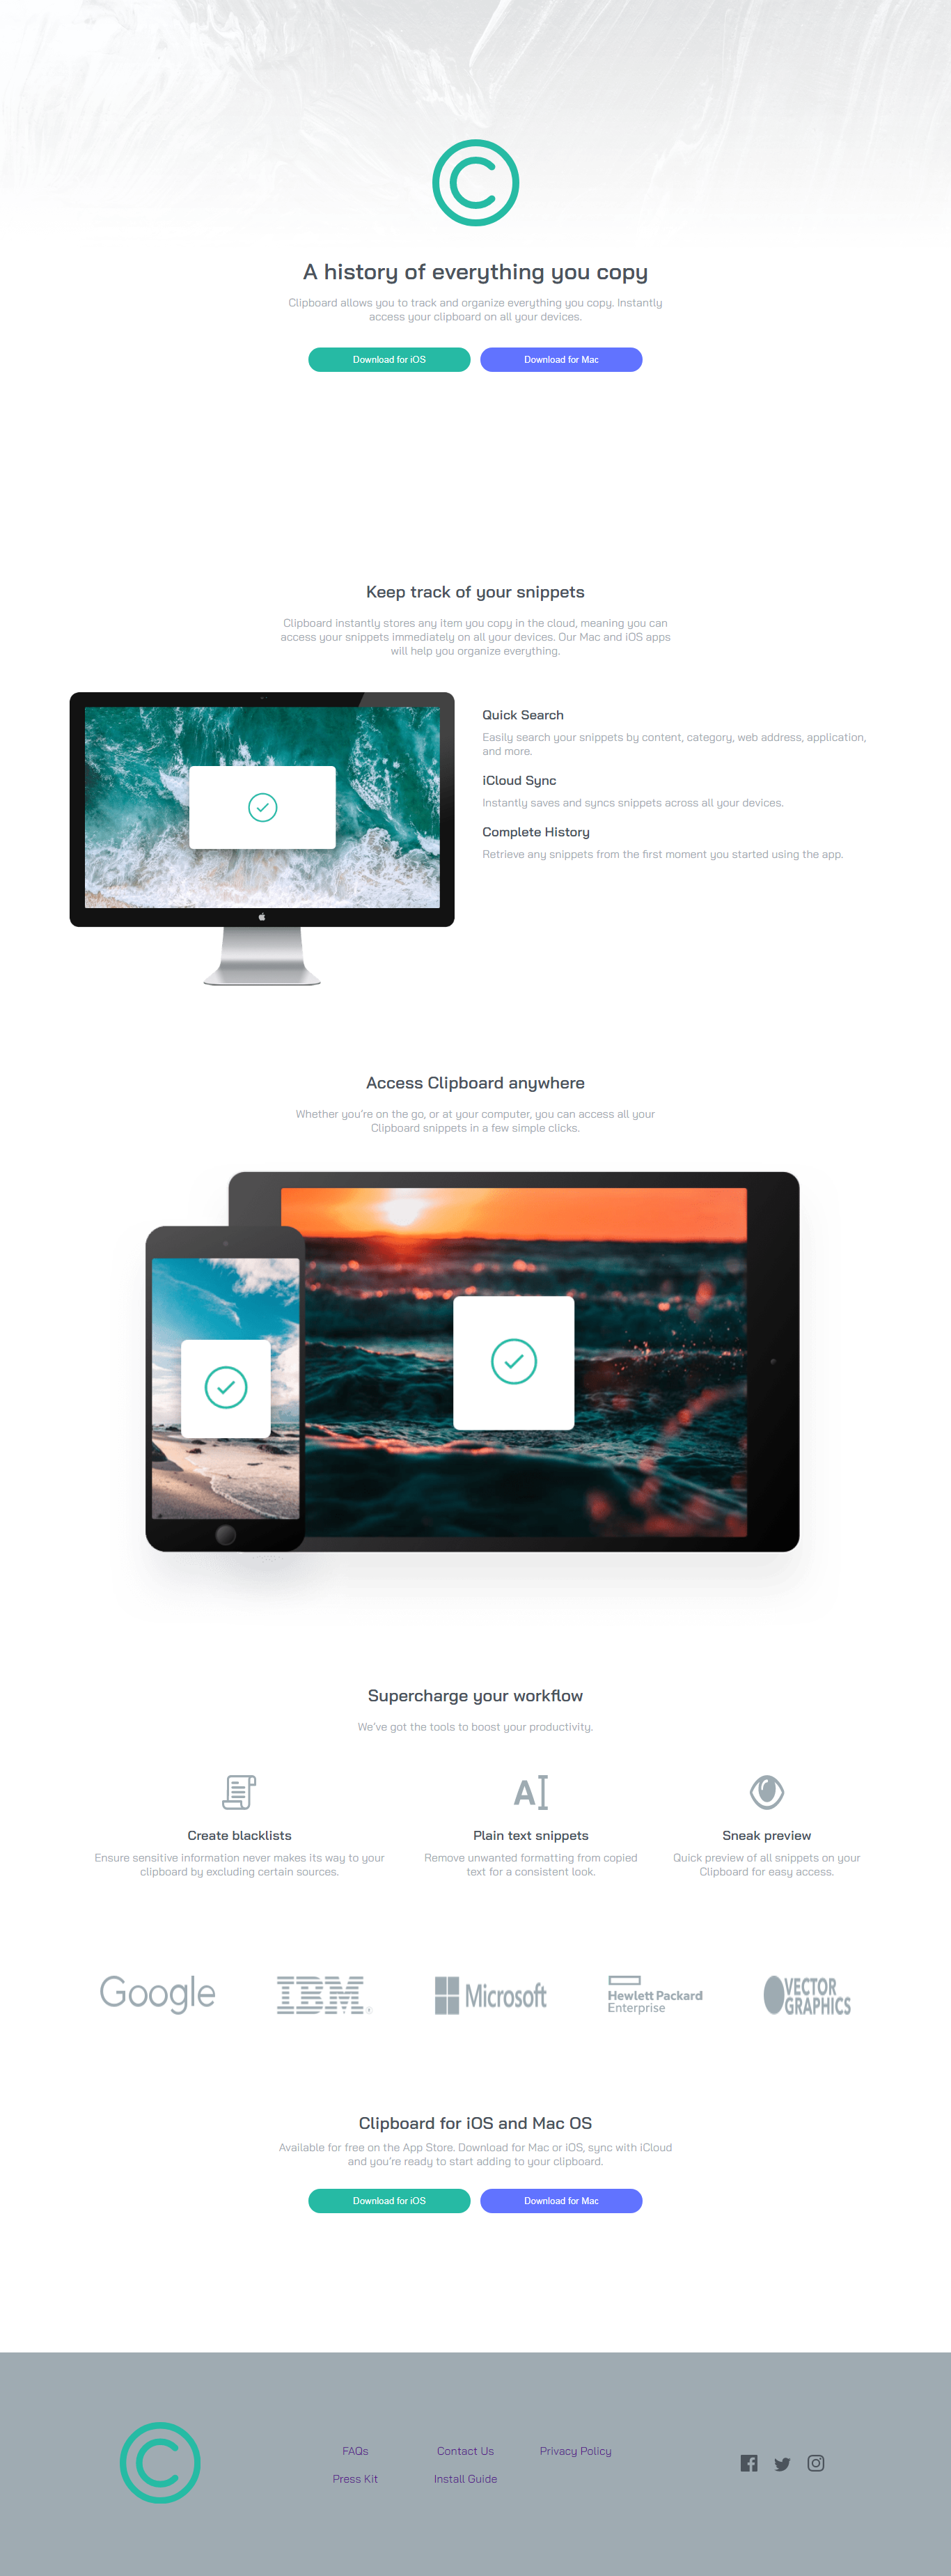 A history of everything you copy
Clipboard allows you to track and organize everything you copy. Instantly
access your clipboard on all your devices.
Download for iOS
Download for Mac
Keep track of your snippets
Clipboard instantly stores any item you copy in the cloud, meaning you can
access your snippets immediately on all your devices. Our Mac and iOS apps
will help you organize everything.
Quick Search
Easily search your snippets by content, category, web address, application,
and more.
iCloud Sync
Instantly saves and syncs snippets across all your devices.
Complete History
Retrieve any snippets from the first moment you started using the app.
Access Clipboard anywhere
Whether you’re on the go, or at your computer, you can access all your
Clipboard snippets in a few simple clicks.
Supercharge your workflow
We’ve got the tools to boost your productivity.
Create blacklists
Ensure sensitive information never makes its way to your
clipboard by excluding certain sources.
Plain text snippets
Remove unwanted formatting from copied
text for a consistent look.
Sneak preview
Quick preview of all snippets on your
Clipboard for easy access.
Google
IBM
Microsoft
Hewlett Packard
Enterprise
VECTOR
GRAPHICS
Clipboard for iOS and Mac OS
Available for free on the App Store. Download for Mac or iOS, sync with iCloud
and you’re ready to start adding to your clipboard.
Download for iOS
Download for Mac
FAQs
Contact Us
Privacy Policy
Press Kit
Install Guide